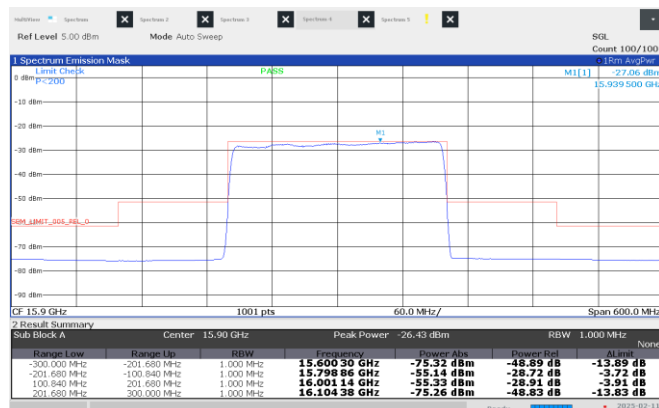 MultiView Spectrum Spectrum 2 Spectrum 3 Spectrum 4 Spectrum 5 !
Ref Level 5.00 dBm Mode Auto Sweep SGL
Count 100/100
1 Spectrum Emission Mask 1Rm AvgPwr
Limit Check PASS M1[1] -27.06 dBm
0 dBm P<200 15.939 500 GHz
-10 dBm
-20 dBm
M1
-30 dBm
-40 dBm
-50 dBm
SEM_LIMIT_005_REL_0
-70 dBm
-80 dBm
-90 dBm
CF 15.9 GHz 1001 pts 60.0 MHz/ Span 600.0 MHz
2 Result Summary None
Sub Block A Center 15.90 GHz Peak Power -26.43 dBm RBW 1.000 MHz
Range Low Range Up RBW Frequency Power Abs Power Rel ΔLimit
-300.000 MHz -201.680 MHz 1.000 MHz 15.600 30 GHz -75.32 dBm -48.89 dB -13.89 dB
-201.680 MHz -100.840 MHz 1.000 MHz 15.798 86 GHz -55.14 dBm -28.72 dB -3.72 dB
100.840 MHz 201.680 MHz 1.000 MHz 16.001 14 GHz -55.33 dBm -28.91 dB -3.91 dB
201.680 MHz 300.000 MHz 1.000 MHz 16.104 38 GHz -75.26 dBm -48.83 dB -13.83 dB
2025-02-11